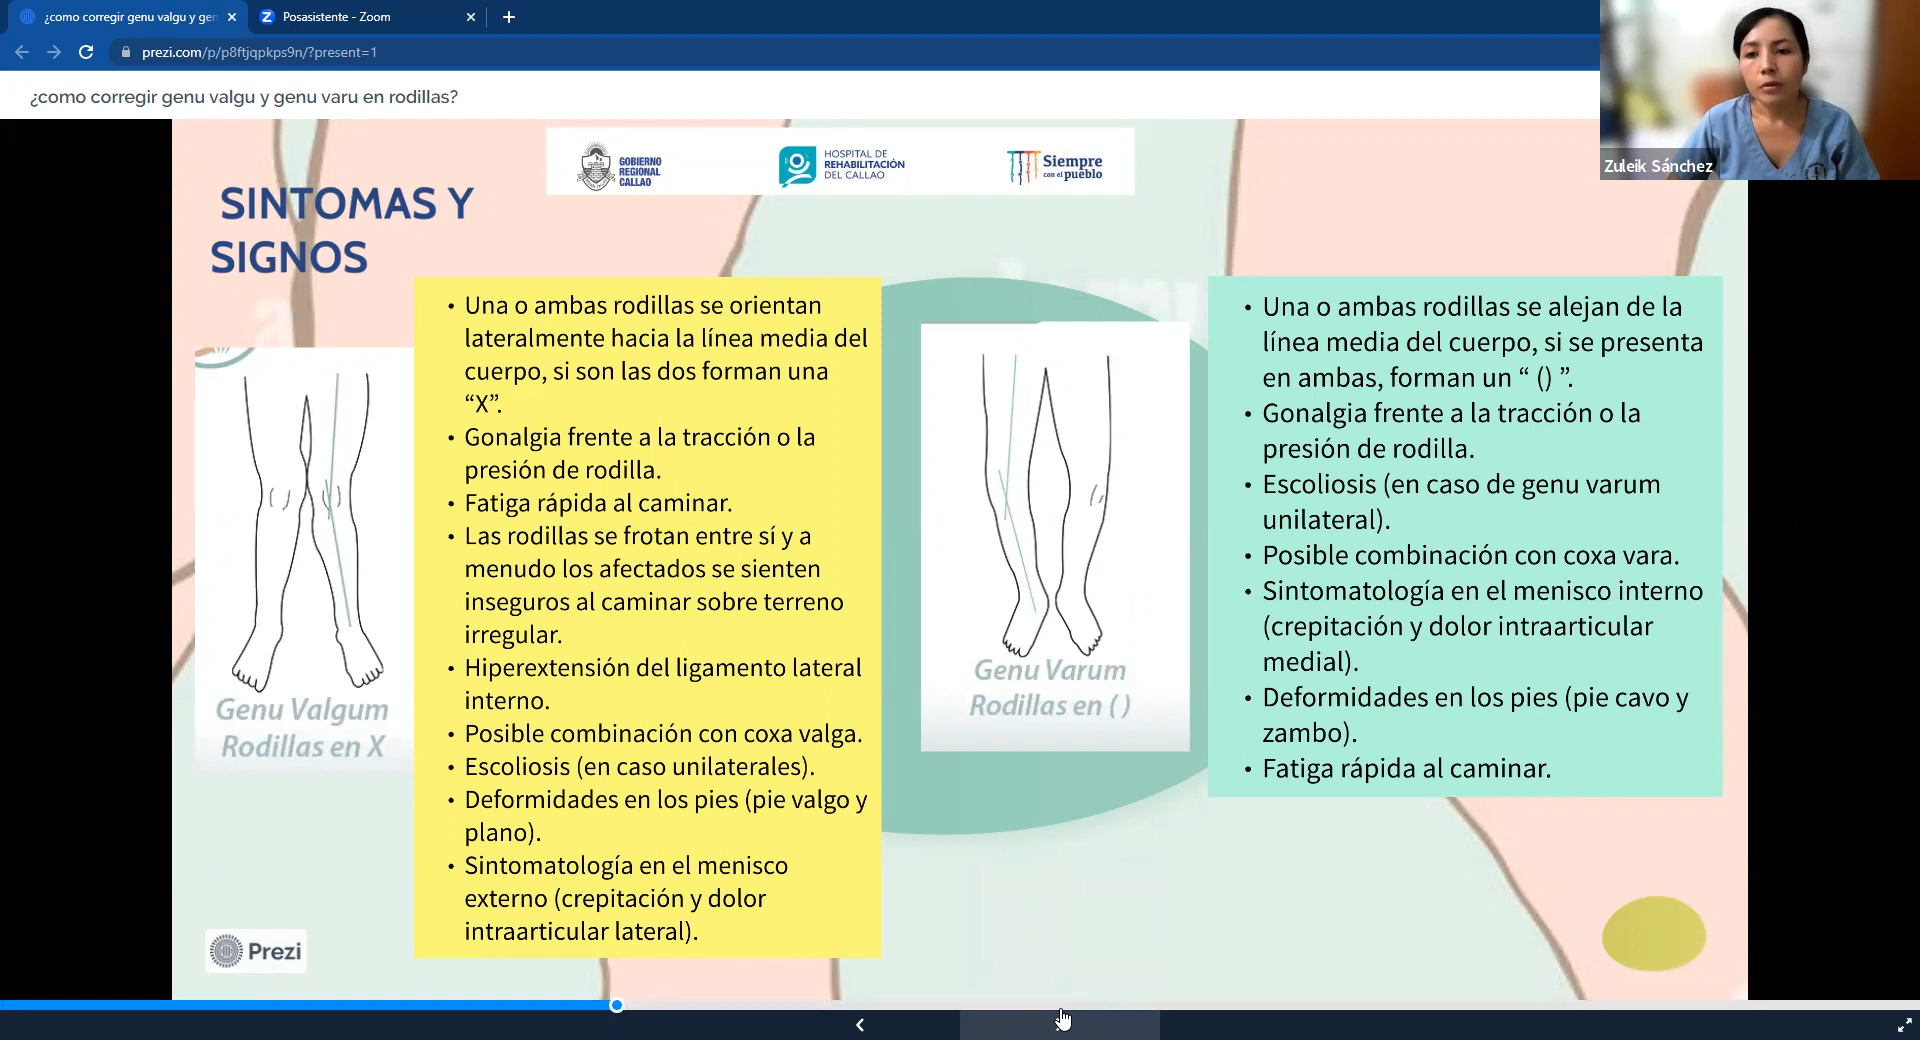 ¿como corregir genu valgu y gen
Posasistente - Zoom
prezi.com/p/p8ftjqpkps9n/?present=1
¿como corregir genu valgu y genu varu en rodillas?
Zuleik Sánchez
GOBIERNO
REGIONAL
CALLAO
HOSPITAL DE
REHABILITACIÓN
DEL CALLAO
Siempre
con el pueblo
SINTOMAS Y
SIGNOS
Genu Valgum
Rodillas en X
• Una o ambas rodillas se orientan
lateralmente hacia la línea media del
cuerpo, si son las dos forman una
“X”.
• Gonalgia frente a la tracción o la
presión de rodilla.
• Fatiga rápida al caminar.
• Las rodillas se frotan entre sí y a
menudo los afectados se sienten
inseguros al caminar sobre terreno
irregular.
• Hiperextensión del ligamento lateral
interno.
• Posible combinación con coxa valga.
• Escoliosis (en caso unilaterales).
• Deformidades en los pies (pie valgo y
plano).
• Sintomatología en el menisco
externo (crepitación y dolor
intraarticular lateral).
Genu Varum
Rodillas en ( )
• Una o ambas rodillas se alejan de la
línea media del cuerpo, si se presenta
en ambas, forman un “ () ”.
• Gonalgia frente a la tracción o la
presión de rodilla.
• Escoliosis (en caso de genu varum
unilateral).
• Posible combinación con coxa vara.
• Sintomatología en el menisco interno
(crepitación y dolor intraarticular
medial).
• Deformidades en los pies (pie cavo y
zambo).
• Fatiga rápida al caminar.
Prezi